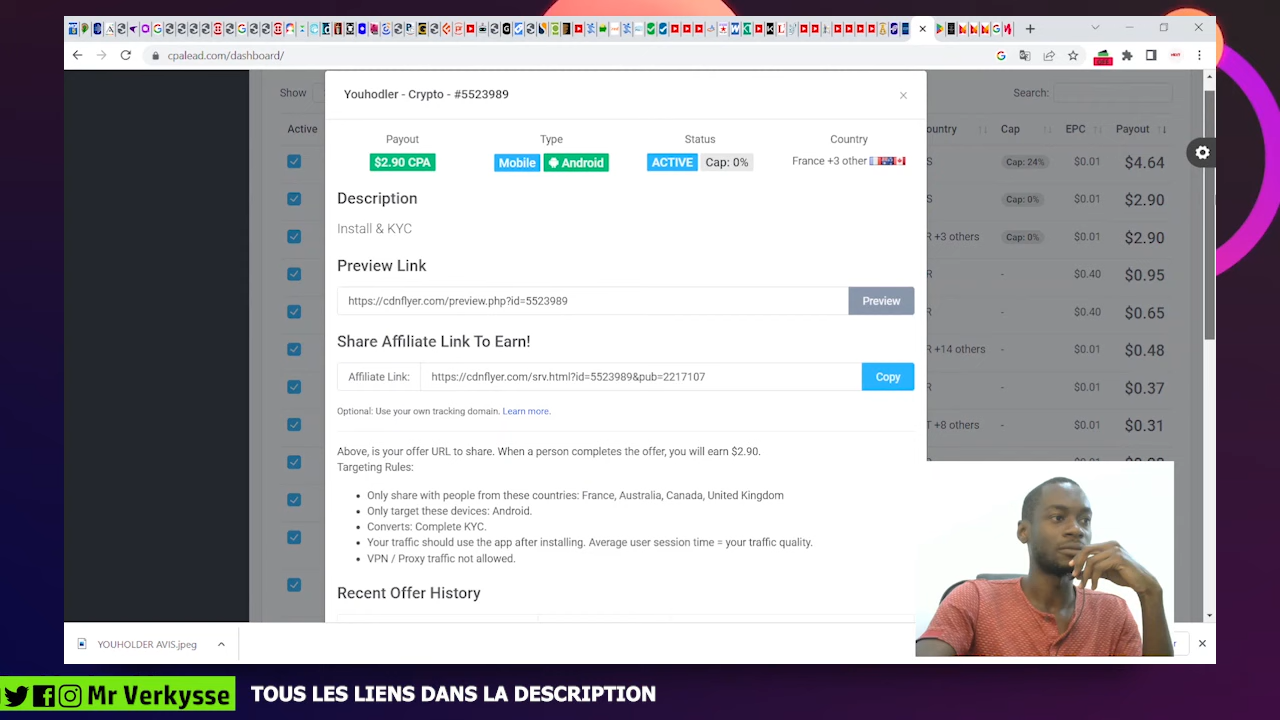 cpalead.com/dashboard/
Youhodler - Crypto - #5523989
Show
Search:
Payout
Type
Status
Country
$2.90 CPA
Mobile
Android
ACTIVE
Cap: 0%
France +3 other
Active
ountry
Cap
EPC
Payout
S
Cap: 24%
$0.01
$4.64
S
Cap: 0%
$0.01
$2.90
R +3 others
Cap: 0%
$0.01
$2.90
R
-
$0.40
$0.95
R
-
$0.40
$0.65
R +14 others
-
$0.01
$0.48
R
-
$0.01
$0.37
T +8 others
-
$0.01
$0.31
Description
Install & KYC
Preview Link
https://cdnflyer.com/preview.php?id=5523989
Preview
Share Affiliate Link To Earn!
Affiliate Link:
https://cdnflyer.com/srv.html?id=5523989&pub=2217107
Copy
Optional: Use your own tracking domain. Learn more.
Above, is your offer URL to share. When a person completes the offer, you will earn $2.90.
Targeting Rules:
Only share with people from these countries: France, Australia, Canada, United Kingdom
Only target these devices: Android.
Converts: Complete KYC.
Your traffic should use the app after installing. Average user session time = your traffic quality.
VPN / Proxy traffic not allowed.
Recent Offer History
YOUHOLDER AVIS.jpeg
Mr Verkysse
TOUS LES LIENS DANS LA DESCRIPTION